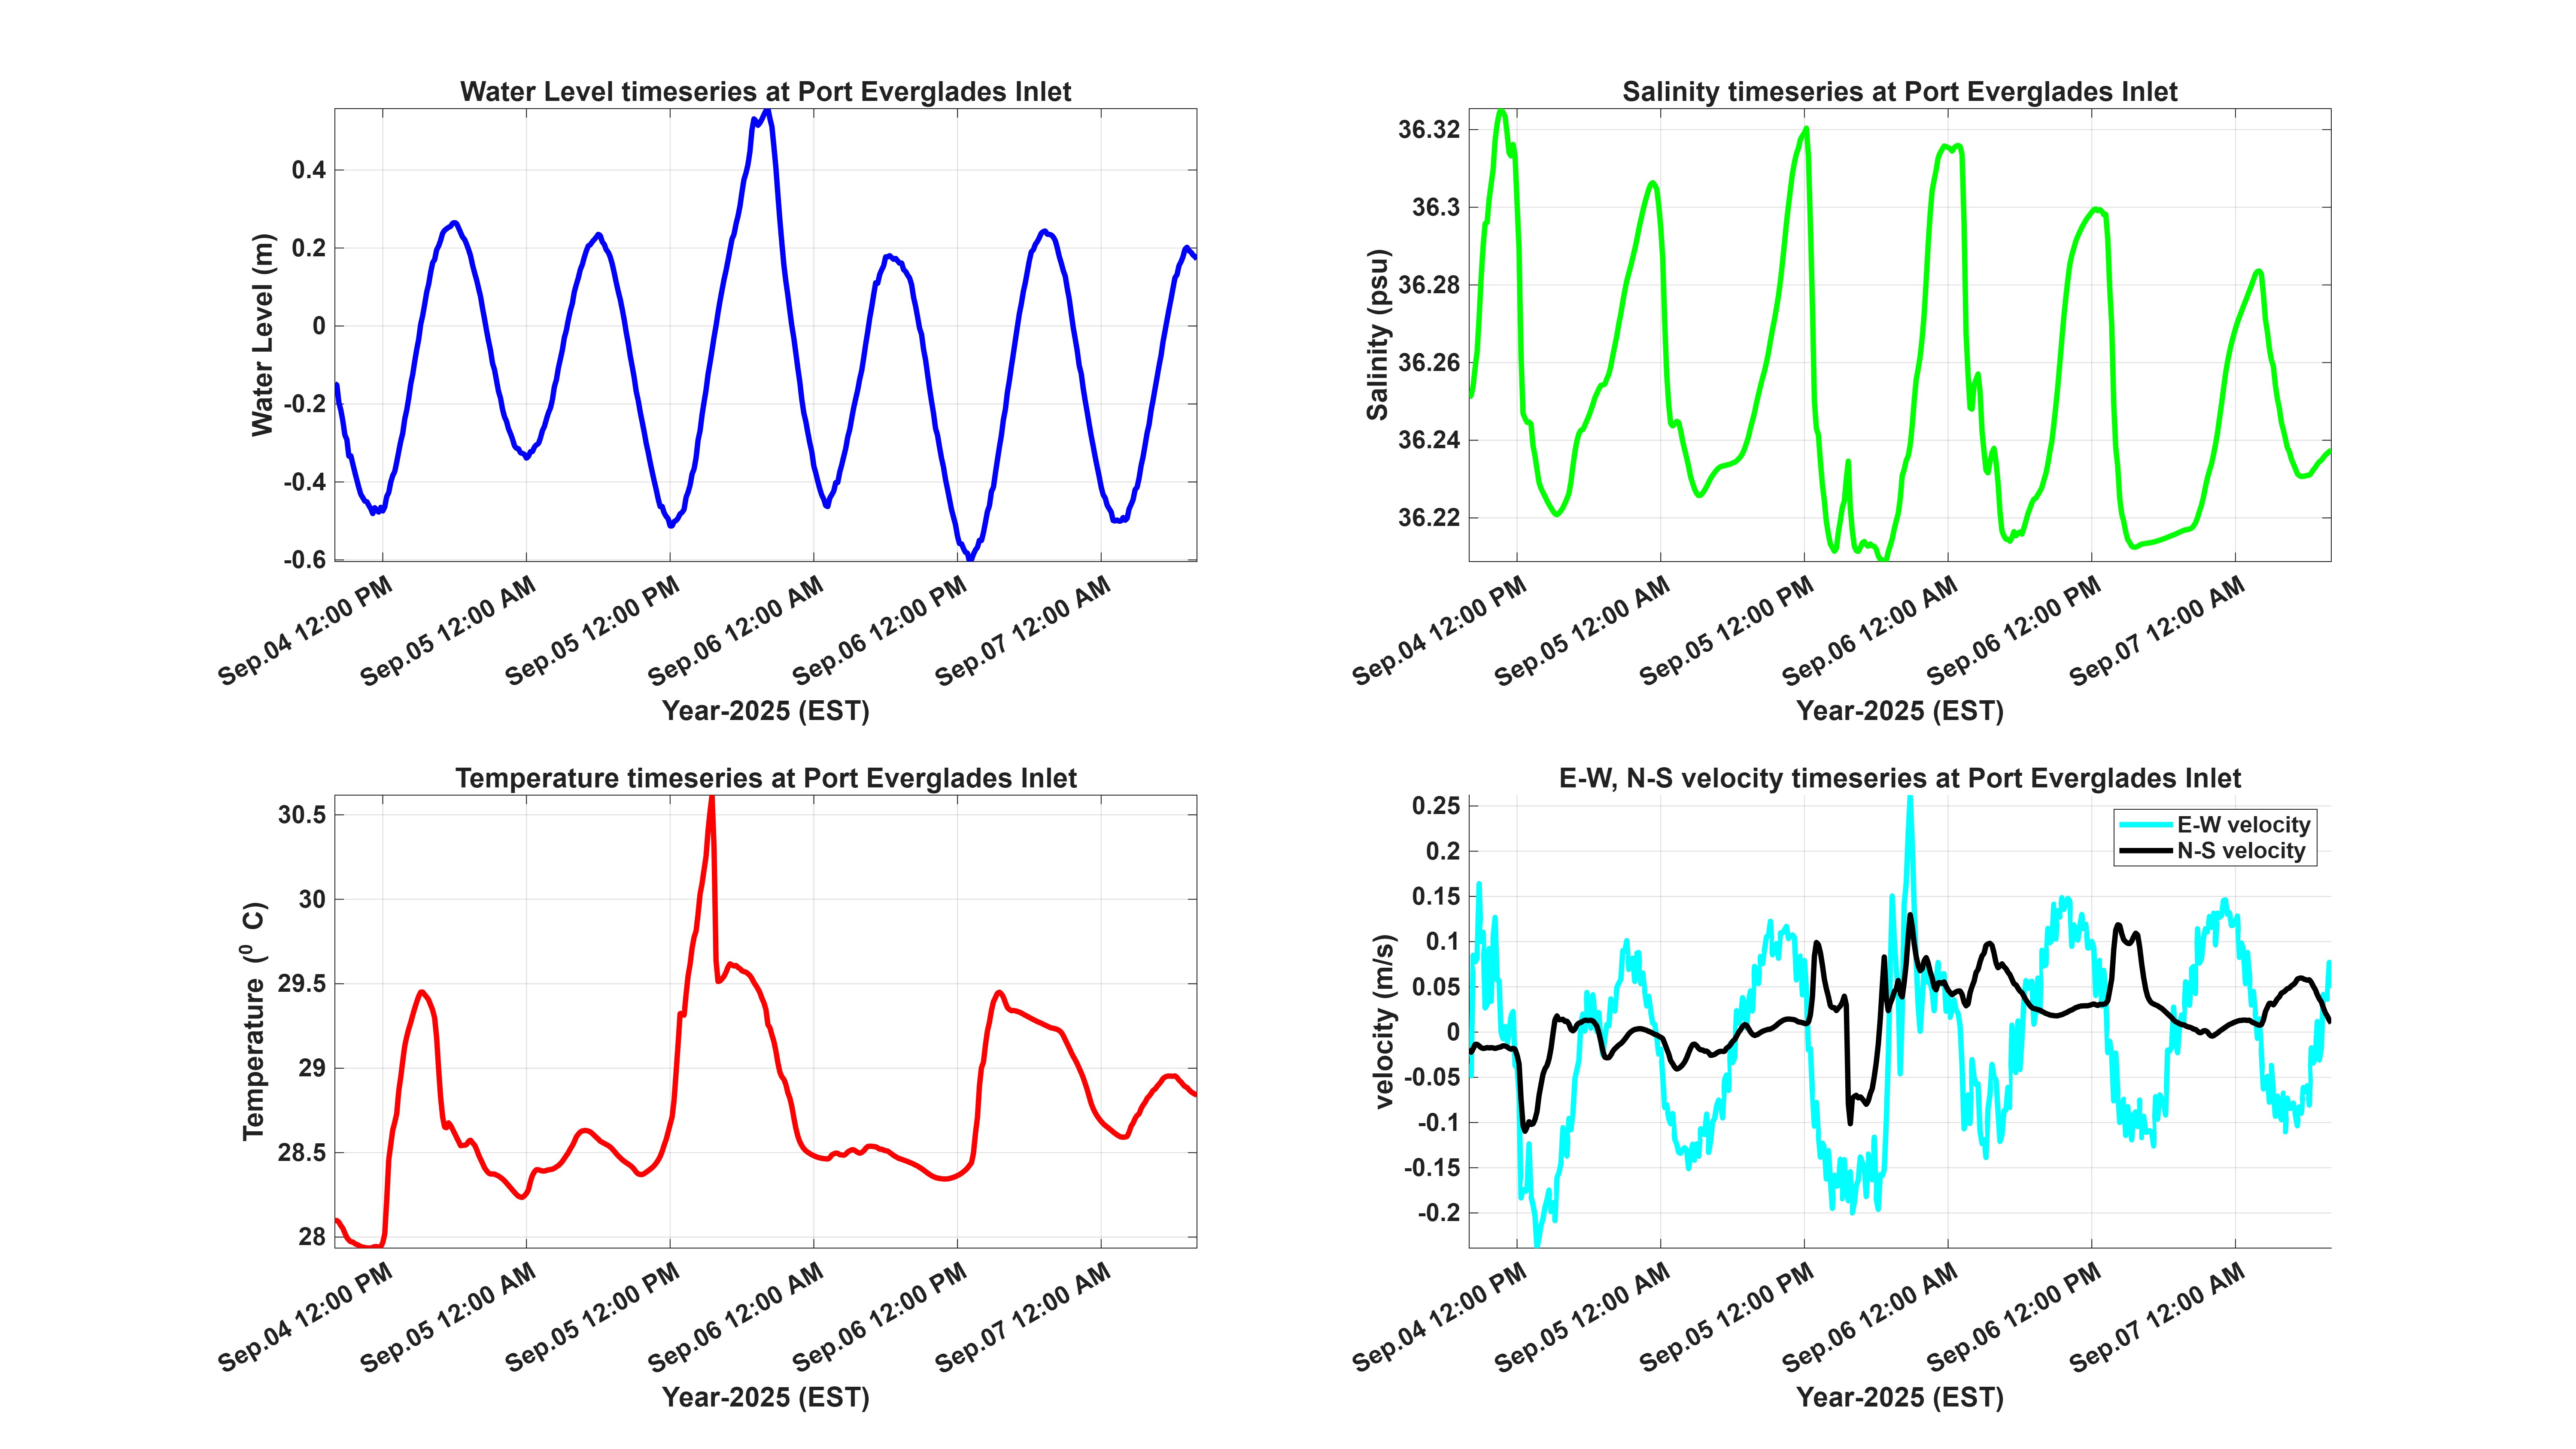 Water Level timeseries at Port Everglades Inlet
Water Level (m)
0.4
0.2
0
-0.2
-0.4
-0.6
Sep.04 12:00 PM
Sep.05 12:00 AM
Sep.05 12:00 PM
Sep.06 12:00 AM
Sep.06 12:00 PM
Sep.07 12:00 AM
Year-2025 (EST)
Salinity timeseries at Port Everglades Inlet
Salinity (psu)
36.32
36.3
36.28
36.26
36.24
36.22
Sep.04 12:00 PM
Sep.05 12:00 AM
Sep.05 12:00 PM
Sep.06 12:00 AM
Sep.06 12:00 PM
Sep.07 12:00 AM
Year-2025 (EST)
Temperature timeseries at Port Everglades Inlet
Temperature (⁰ C)
30.5
30
29.5
29
28.5
28
Sep.04 12:00 PM
Sep.05 12:00 AM
Sep.05 12:00 PM
Sep.06 12:00 AM
Sep.06 12:00 PM
Sep.07 12:00 AM
Year-2025 (EST)
E-W, N-S velocity timeseries at Port Everglades Inlet
velocity (m/s)
0.25
0.2
0.15
0.1
0.05
0
-0.05
-0.1
-0.15
-0.2
E-W velocity
N-S velocity
Sep.04 12:00 PM
Sep.05 12:00 AM
Sep.05 12:00 PM
Sep.06 12:00 AM
Sep.06 12:00 PM
Sep.07 12:00 AM
Year-2025 (EST)